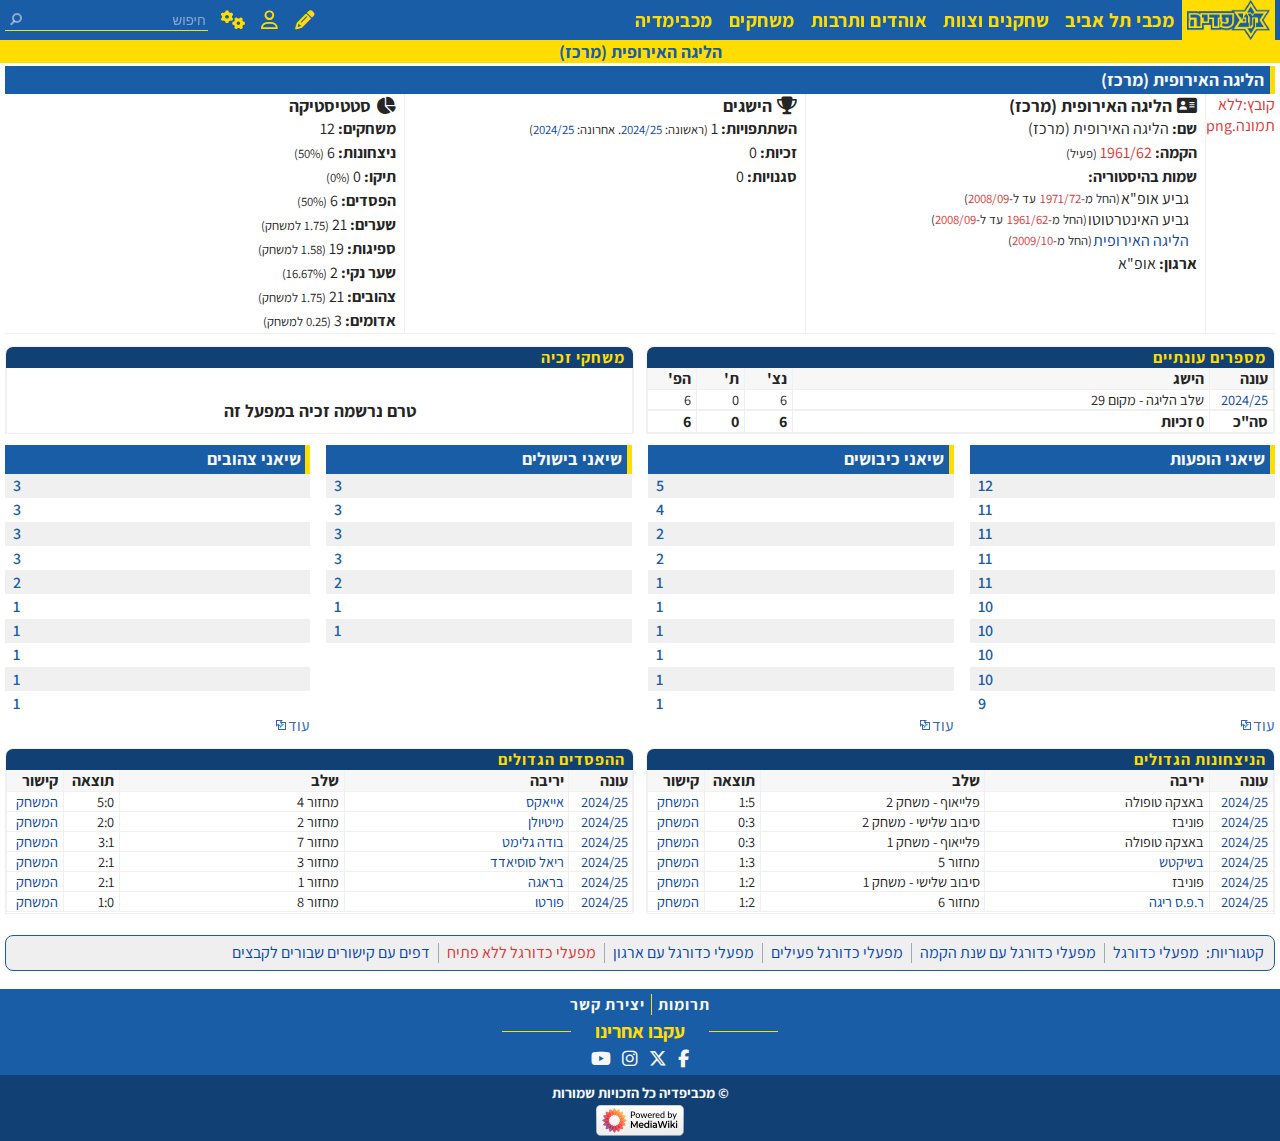 מכביפדיה
מכבי תל אביב
שחקנים וצוות
אוהדים ותרבות
משחקים
מכבימדיה
חיפוש
הליגה האירופית (מרכז)
הליגה האירופית (מרכז)
קובץ:ללא
תמונה.png
הליגה האירופית (מרכז)
שם: הליגה האירופית (מרכז)
הקמה: 1961/62 (פעיל)
שמות בהיסטוריה:
גביע אופ"א (החל מ-1971/72 עד ל-2008/09)
גביע האינטרטוטו (החל מ-1961/62 עד ל-2008/09)
הליגה האירופית (החל מ-2009/10)
ארגון: אופ"א
הישגים
השתתפויות: 1 (ראשונה: 2024/25. אחרונה: 2024/25)
זכיות: 0
סגנויות: 0
סטטיסטיקה
משחקים: 12
ניצחונות: 6 (50%)
תיקו: 0 (0%)
הפסדים: 6 (50%)
שערים: 21 (1.75 למשחק)
ספיגות: 19 (1.58 למשחק)
שער נקי: 2 (16.67%)
צהובים: 21 (1.75 למשחק)
אדומים: 3 (0.25 למשחק)
מספרים עונתיים
עונה הישג נצ' ת' הפ'
2024/25 שלב הליגה - מקום 29 6 0 6
סה"כ 0 זכיות 6 0 6
משחקי זכיה
טרם נרשמה זכיה במפעל זה
שיאני הופעות
12
11
11
11
11
10
10
10
10
9
עוד
שיאני כיבושים
5
4
2
2
1
1
1
1
1
1
עוד
שיאני בישולים
3
3
3
3
2
1
1
שיאני צהובים
3
3
3
3
2
1
1
1
1
1
עוד
הניצחונות הגדולים
עונה יריבה שלב תוצאה קישור
2024/25 באצקה טופולה פלייאוף - משחק 2 1:5 המשחק
2024/25 פוניבז סיבוב שלישי - משחק 2 0:3 המשחק
2024/25 באצקה טופולה פלייאוף - משחק 1 0:3 המשחק
2024/25 בשיקטש מחזור 5 1:3 המשחק
2024/25 פוניבז סיבוב שלישי - משחק 1 1:2 המשחק
2024/25 ר.פ.ס ריגה מחזור 6 1:2 המשחק
ההפסדים הגדולים
עונה יריבה שלב תוצאה קישור
2024/25 אייאקס מחזור 4 5:0 המשחק
2024/25 מיטיולן מחזור 2 2:0 המשחק
2024/25 בודה גלימט מחזור 7 3:1 המשחק
2024/25 ריאל סוסיאדד מחזור 3 2:1 המשחק
2024/25 בראגה מחזור 1 2:1 המשחק
2024/25 פורטו מחזור 8 1:0 המשחק
קטגוריות: מפעלי כדורגל | מפעלי כדורגל עם שנת הקמה | מפעלי כדורגל פעילים | מפעלי כדורגל עם ארגון | מפעלי כדורגל ללא פתיח | דפים עם קישורים שבורים לקבצים
תרומות | יצירת קשר
עקבו אחרינו
© מכביפדיה כל הזכויות שמורות
Powered by
MediaWiki